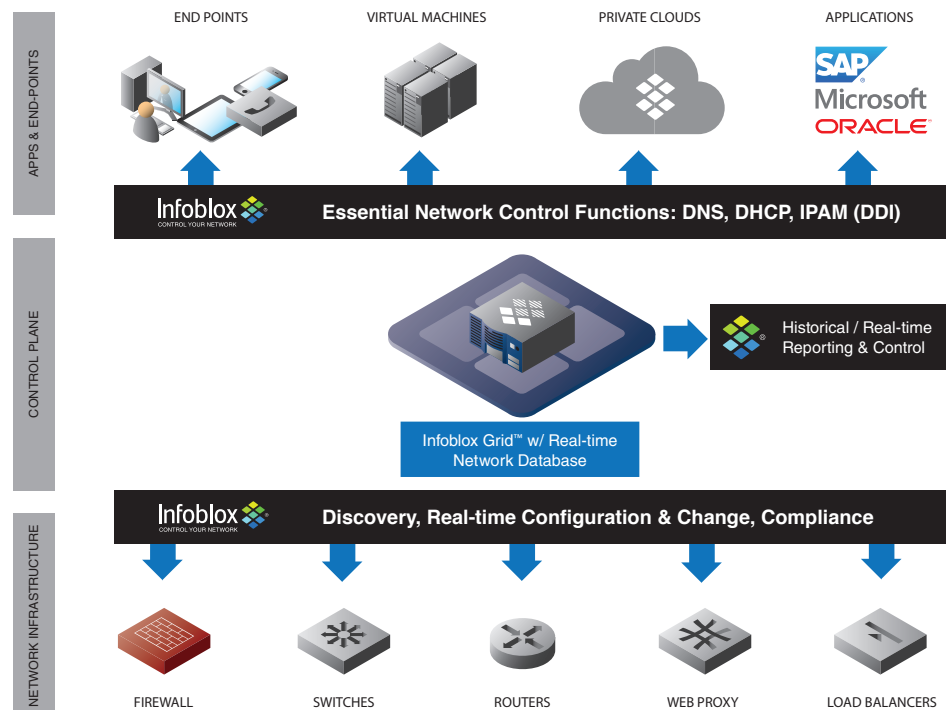 END POINTS
VIRTUAL MACHINES
PRIVATE CLOUDS
APPLICATIONS
APPS & END-POINTS
SAP
Microsoft
ORACLE
Infoblox
CONTROL YOUR NETWORK
Essential Network Control Functions: DNS, DHCP, IPAM (DDI)
CONTROL PLANE
Historical / Real-time
Reporting & Control
Infoblox Grid™ w/ Real-time
Network Database
Infoblox
CONTROL YOUR NETWORK
Discovery, Real-time Configuration & Change, Compliance
NETWORK INFRASTRUCTURE
FIREWALL
SWITCHES
ROUTERS
WEB PROXY
LOAD BALANCERS